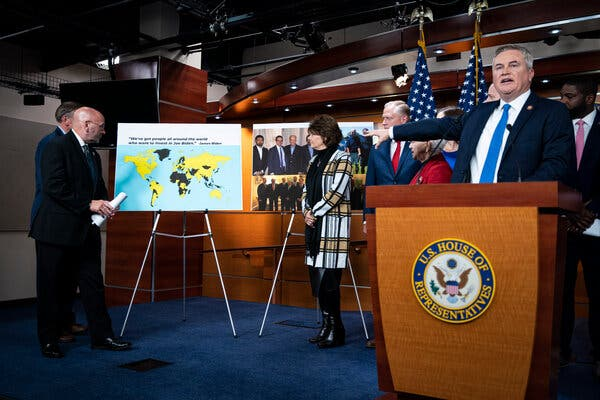 "We've got people all around the world
who want to invest in Joe Biden." - James Biden
U.S. HOUSE OF
REPRESENTATIVES